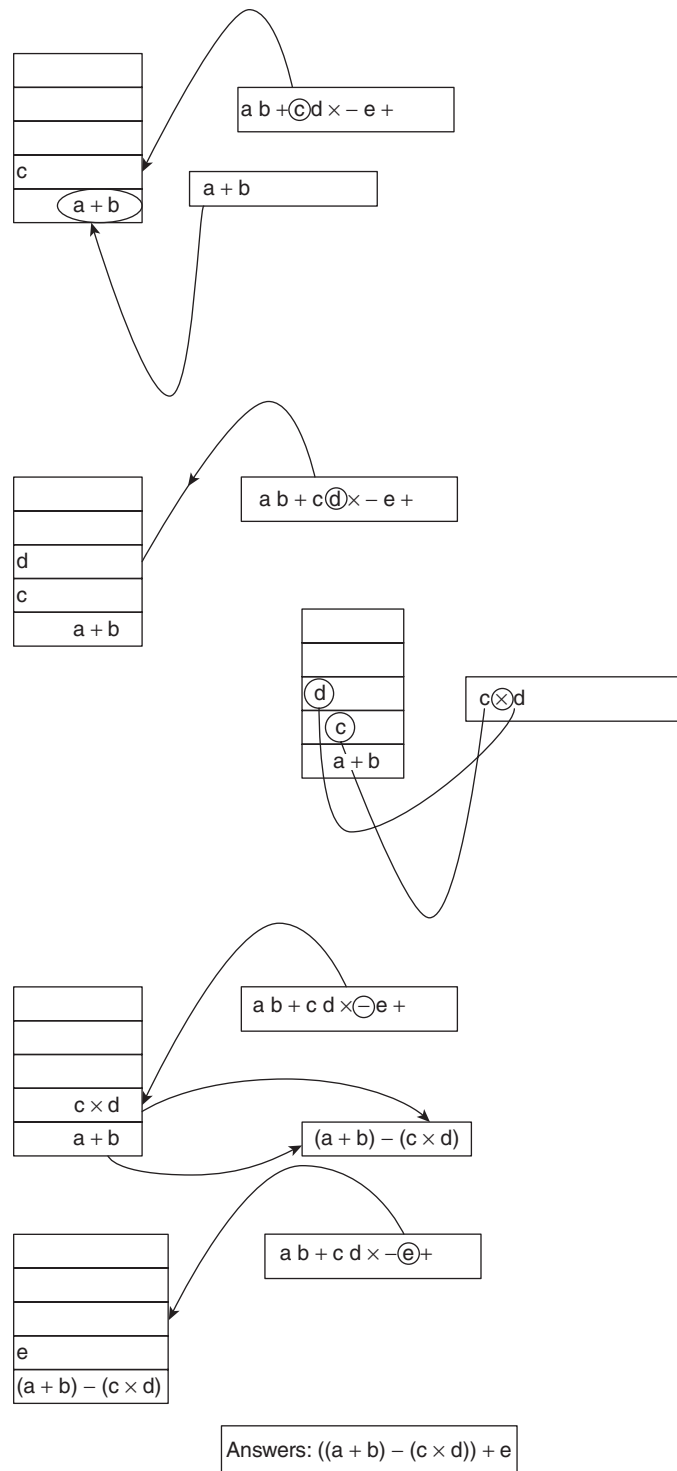 a b + c d × − e +
c
a + b
a + b
a b + c d × − e +
d
c
a + b
d
c × d
c
a + b
a b + c d × − e +
c × d
a + b
(a + b) − (c × d)
a b + c d × − e +
e
(a + b) − (c × d)
Answers: ((a + b) − (c × d)) + e